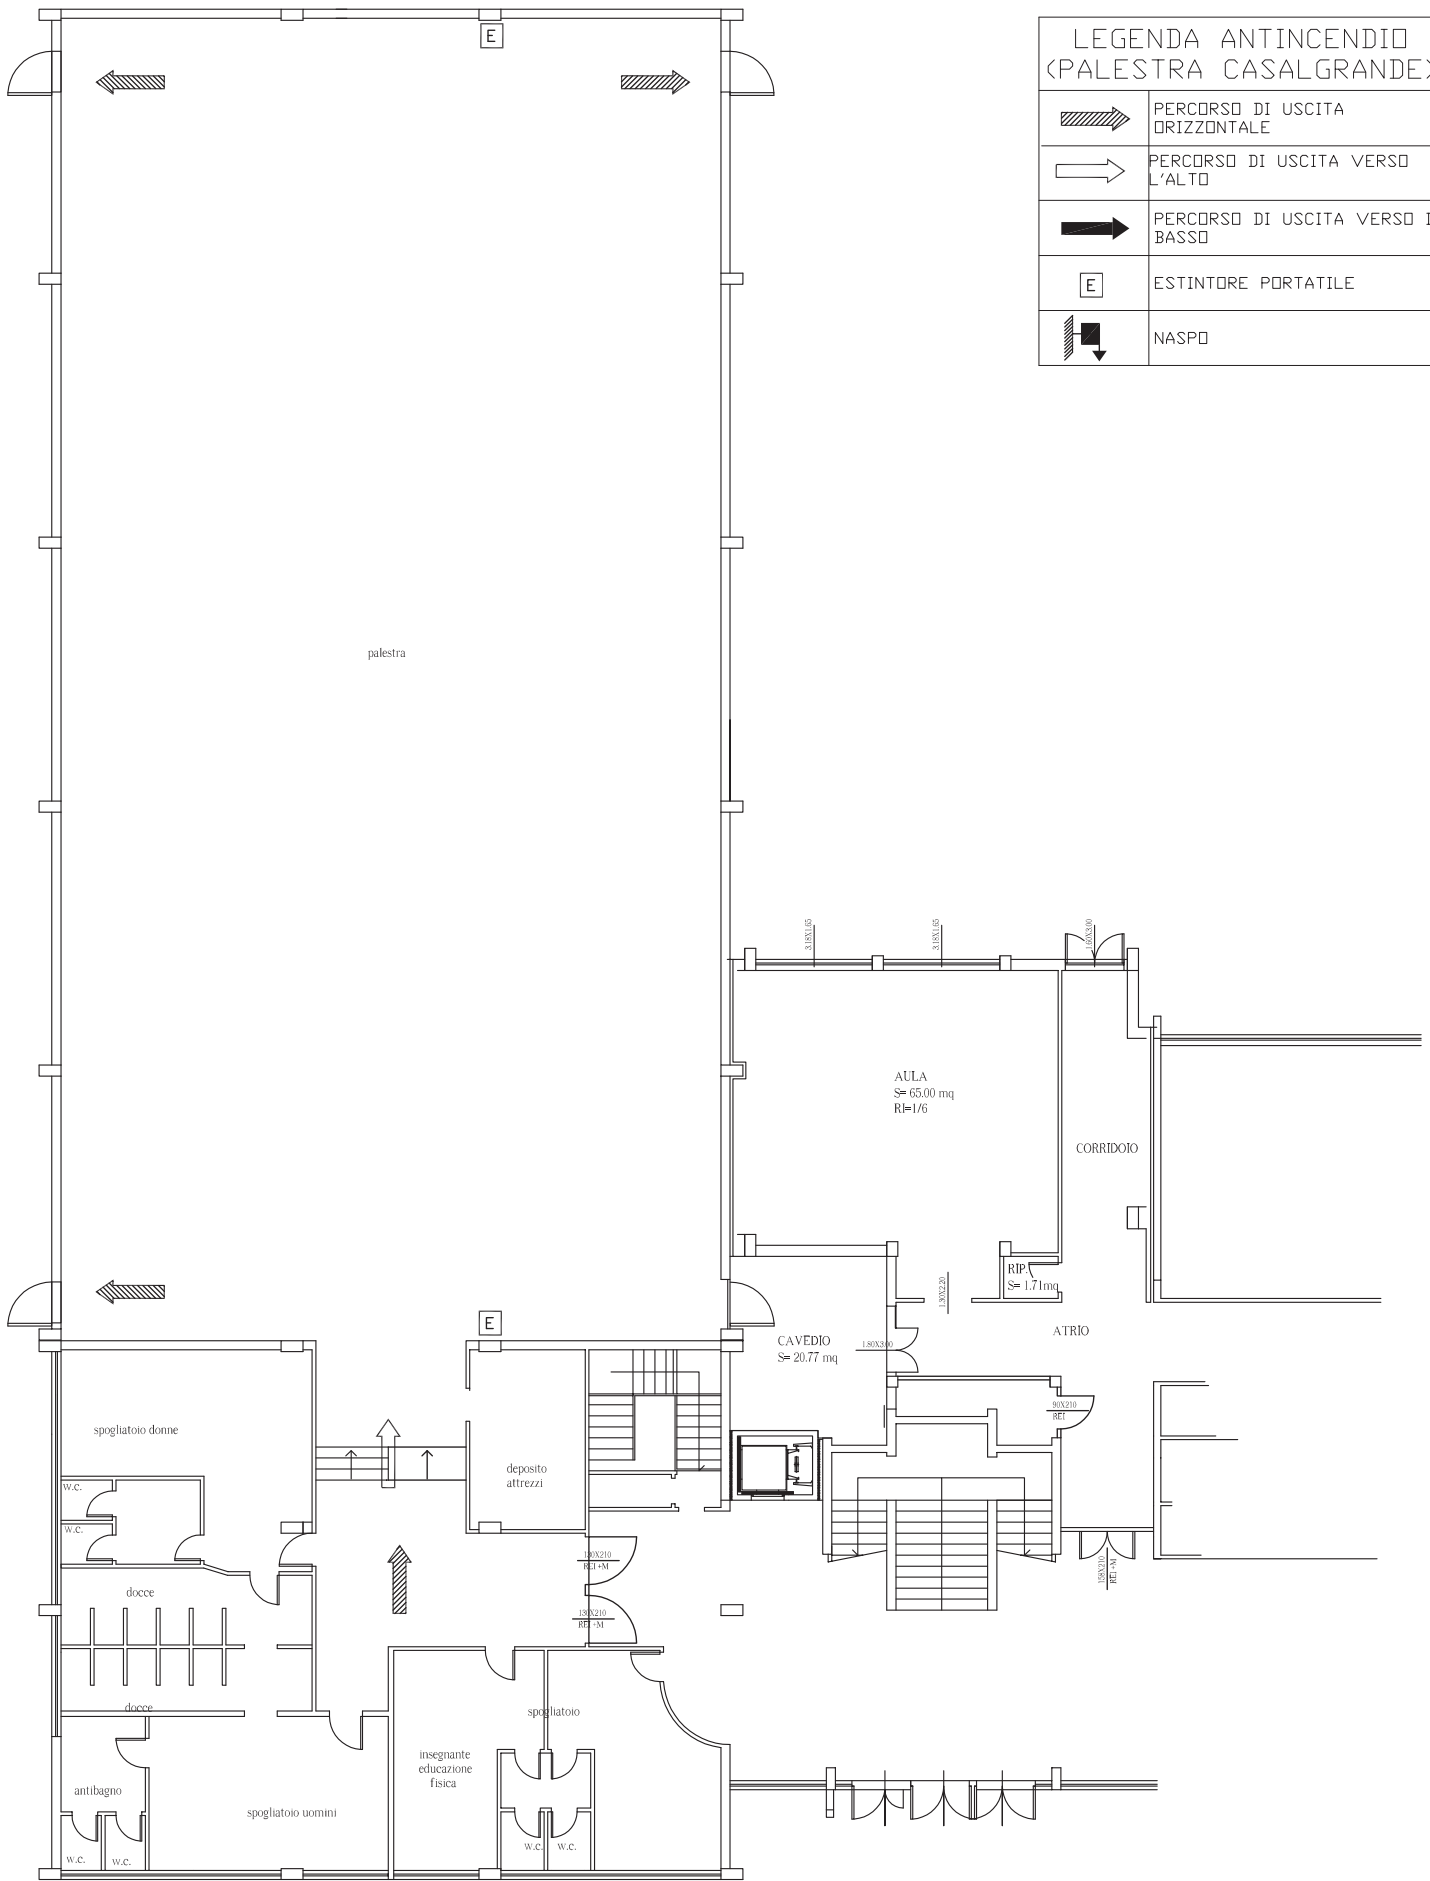 E
LEGENDA ANTINCENDIO
(PALESTRA CASALGRANDE)
PERCORSO DI USCITA
ORIZZONTALE
PERCORSO DI USCITA VERSO
L'ALTO
PERCORSO DI USCITA VERSO I
BASSO
E
ESTINTORE PORTATILE
NASPO
palestra
3.18X1.65
3.18X1.65
1.60X3.00
AULA
S= 65.00 mq
RI=1/6
CORRIDOIO
RIP.
S= 1.71mq
1.30X2.20
E
ATRIO
CAVEDIO
S= 20.77 mq
1.80X3.00
90X210
REI
spogliatoio donne
deposito
attrezzi
w.c.
w.c.
130X210
REI +M
158X210
REI +M
docce
130X210
REI +M
docce
spogliatoio
insegnante
educazione
fisica
antibagno
spogliatoio uomini
w.c.
w.c.
w.c.
w.c.